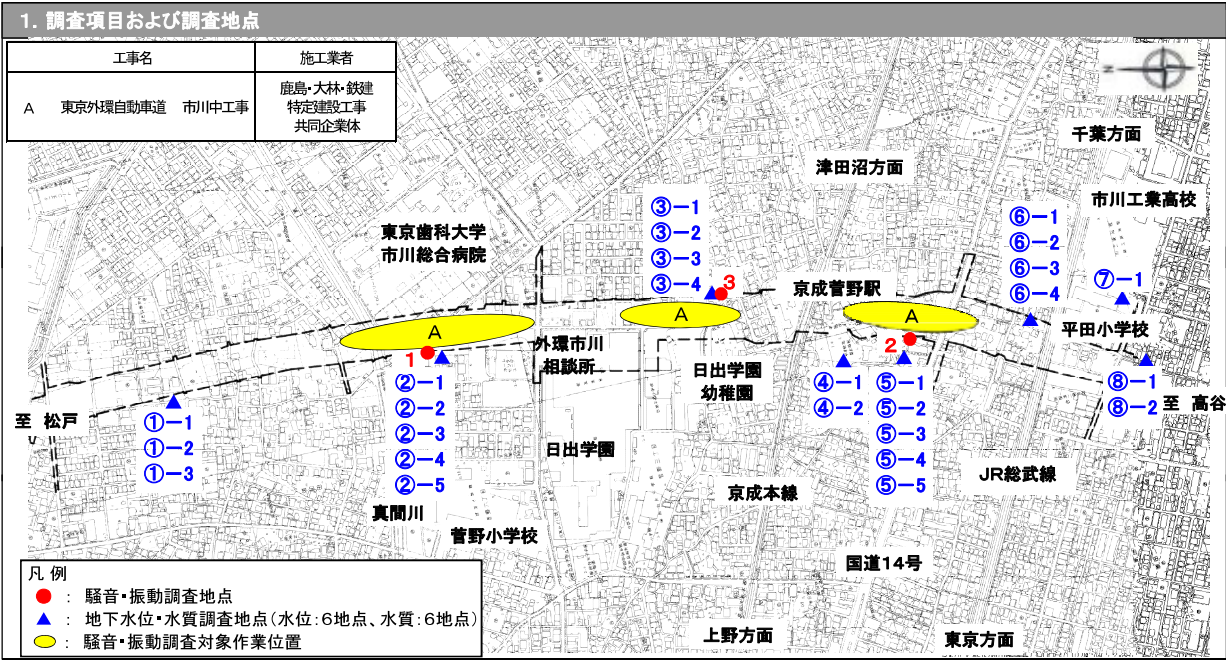 1. 調査項目および調査地点
工事名
施工業者
A 東京外環自動車道 市川中工事
鹿島・大林・鉄建
特定建設工事
共同企業体
N
千葉方面
津田沼方面
市川工業高校
東京歯科大学
市川総合病院
③-1
③-2
③-3
③-4
3
⑥-1
⑥-2
⑥-3
⑥-4
⑦-1
京成菅野駅
A
A
A
平田小学校
1
外環市川
相談所
2
日出学園
幼稚園
②-1
②-2
②-3
②-4
②-5
④-1
④-2
⑤-1
⑤-2
⑤-3
⑤-4
⑤-5
⑧-1
⑧-2
至 高谷
至 松戸
①-1
①-2
①-3
日出学園
JR総武線
京成本線
真間川
菅野小学校
国道14号
上野方面
東京方面
凡 例
： 騒音・振動調査地点
： 地下水位・水質調査地点(水位:6地点、水質:6地点)
： 騒音・振動調査対象作業位置